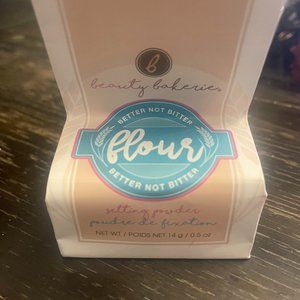 b
beauty bakerie
BETTER NOT BITTER
flour
BETTER NOT BITTER
setting powder
poudre de fixation
NET WT. / POIDS NET 14 g / 0.5 oz